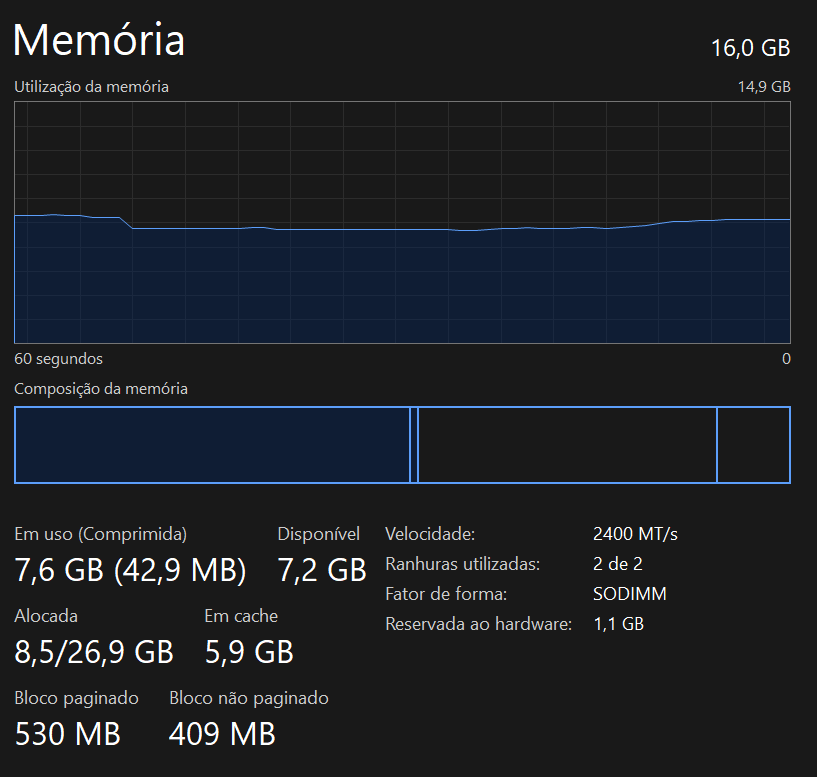 Memória
16,0 GB
Utilização da memória
14,9 GB
60 segundos
0
Composição da memória
Em uso (Comprimida)
Disponível
7,6 GB (42,9 MB)
7,2 GB
Alocada
Em cache
8,5/26,9 GB
5,9 GB
Bloco paginado
Bloco não paginado
530 MB
409 MB
Velocidade:
2400 MT/s
Ranhuras utilizadas:
2 de 2
Fator de forma:
SODIMM
Reservada ao hardware:
1,1 GB